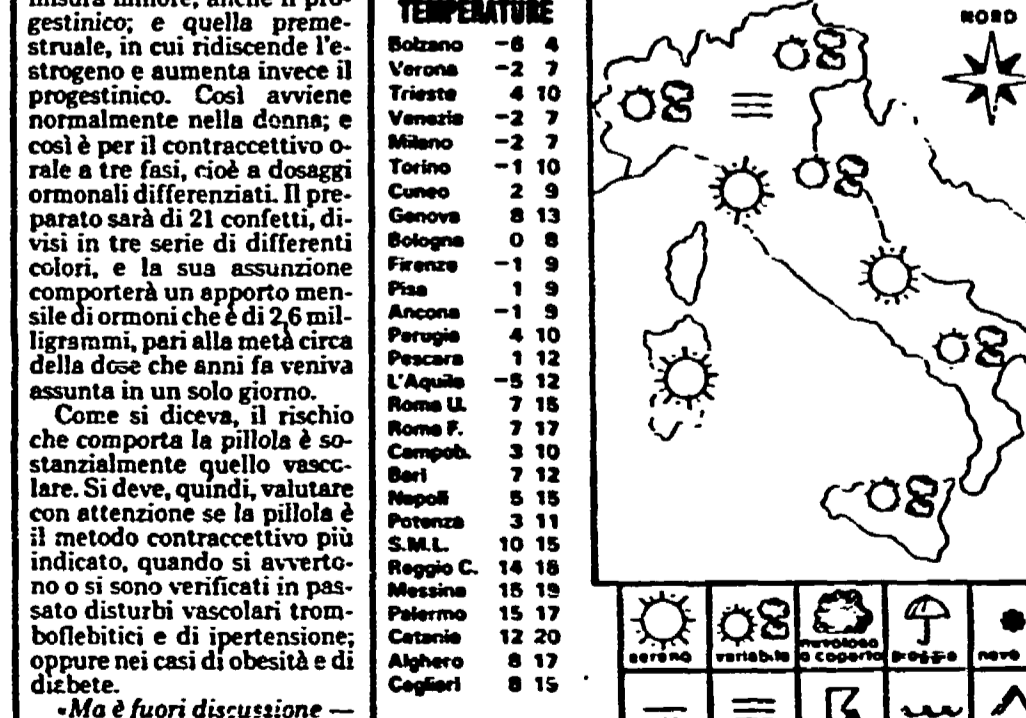 misura minore, anche il pro-
gestinico; e quella preme-
struale, in cui ridiscende l'e-
strogeno e aumenta invece il
progestinico. Così avviene
normalmente nella donna; e
così è per il contraccettivo o-
rale a tre fasi, cioè a dosaggi
ormonali differenziati. Il pre-
parato sarà di 21 confetti, di-
visi in tre serie di differenti
colori, e la sua assunzione
comporterà un apporto men-
sile di ormoni che è di 2,6 mil-
ligrammi, pari alla metà circa
della dose che anni fa veniva
assunta in un solo giorno.
Come si diceva, il rischio
che comporta la pillola è so-
stanzialmente quello vasco-
lare. Si deve, quindi, valutare
con attenzione se la pillola è
il metodo contraccettivo più
indicato, quando si avverto-
no o si sono verificati in pas-
sato disturbi vascolari trom-
boflebitici e di ipertensione;
oppure nei casi di obesità e di
diabete.
«Ma è fuori discussione —
TEMPERATURE
Bolzano -6 4
Verona -2 7
Trieste 4 10
Venezia -2 7
Milano -2 7
Torino -1 10
Cuneo 2 9
Genova 8 13
Bologna 0 8
Firenze -1 9
Pisa 1 9
Ancona -1 9
Perugia 4 10
Pescara 1 12
L'Aquila -5 12
Roma U. 7 15
Roma F. 7 17
Campob. 3 10
Bari 7 12
Napoli 5 15
Potenza 3 11
S.M.L. 10 15
Reggio C. 14 18
Messina 15 19
Palermo 15 17
Catania 12 20
Alghero 8 17
Cagliari 8 15
NORD
sereno
variabile
nuvoloso
o coperto
pioggia
neve